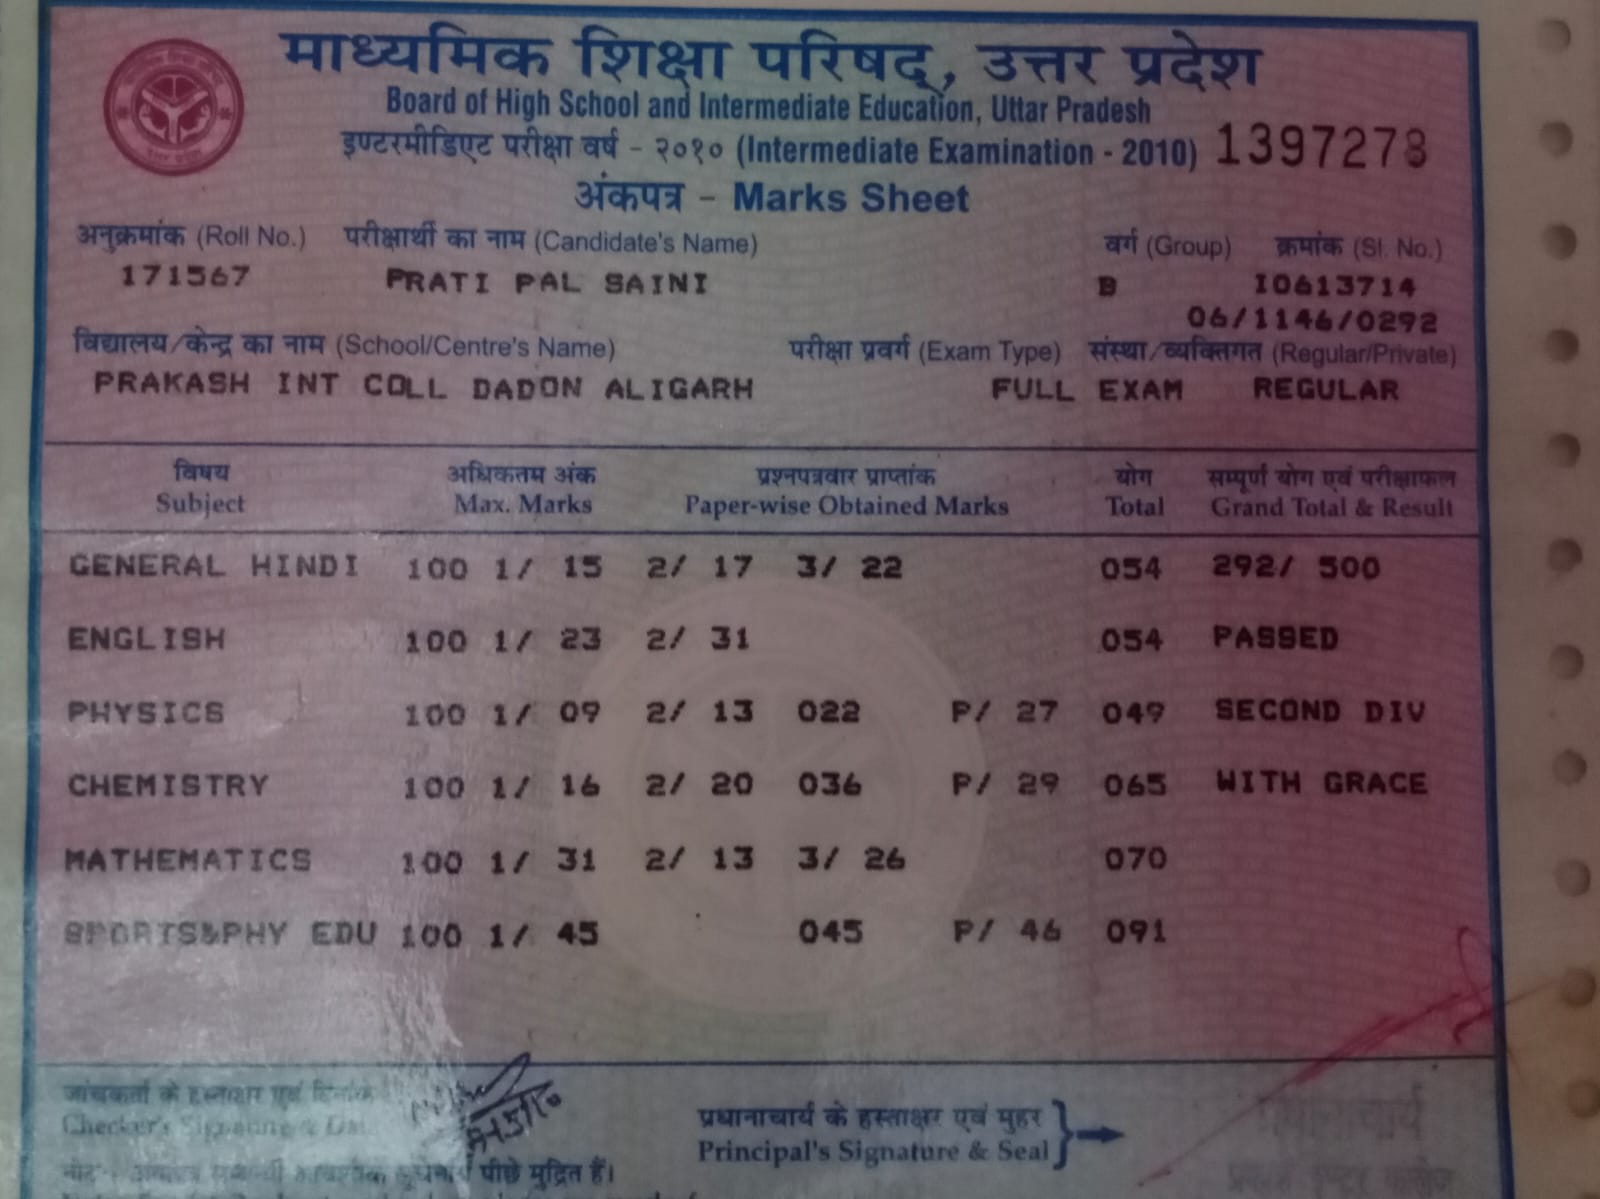 माध्यमिक शिक्षा परिषद्, उत्तर प्रदेश
Board of High School and Intermediate Education, Uttar Pradesh
इण्टरमीडिएट परीक्षा वर्ष - २०१० (Intermediate Examination - 2010) 1397278
अंकपत्र - Marks Sheet
अनुक्रमांक (Roll No.) परीक्षार्थी का नाम (Candidate's Name) वर्ग (Group) क्रमांक (Sl. No.)
171567 PRATI PAL SAINI B I0613714
06/1146/0292
विद्यालय/केन्द्र का नाम (School/Centre's Name) परीक्षा प्रवर्ग (Exam Type) संस्था/व्यक्तिगत (Regular/Private)
PRAKASH INT COLL DADON ALIGARH FULL EXAM REGULAR
विषय अधिकतम अंक प्रश्नपत्रवार प्राप्तांक योग सम्पूर्ण योग एवं परीक्षाफल
Subject Max. Marks Paper-wise Obtained Marks Total Grand Total & Result
GENERAL HINDI 100 1/ 15 2/ 17 3/ 22 054 292/ 500
ENGLISH 100 1/ 23 2/ 31 054 PASSED
PHYSICS 100 1/ 09 2/ 13 022 P/ 27 049 SECOND DIV
CHEMISTRY 100 1/ 16 2/ 20 036 P/ 29 065 WITH GRACE
MATHEMATICS 100 1/ 31 2/ 13 3/ 26 070
SPORTS&PHY EDU 100 1/ 45 045 P/ 46 091
जांचकर्ता के हस्ताक्षर एवं दिनांक
Checker's Signature &
प्रधानाचार्य के हस्ताक्षर एवं मुहर
Principal's Signature & Seal
प्रधानाचार्य
पीछे मुद्रित हैं।